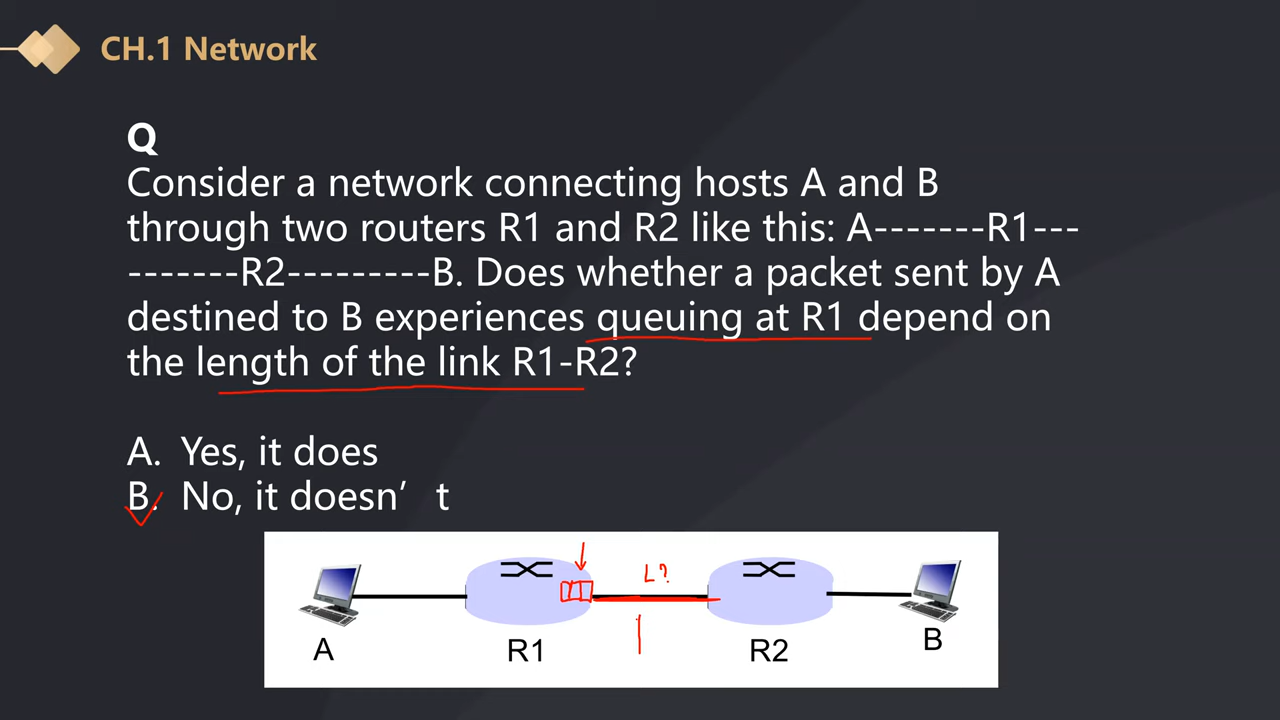 CH.1 Network
Q
Consider a network connecting hosts A and B
through two routers R1 and R2 like this: A-------R1---
-------R2---------B. Does whether a packet sent by A
destined to B experiences queuing at R1 depend on
the length of the link R1-R2?
A. Yes, it does
B. No, it doesn’ t
L?
A R1 R2 B